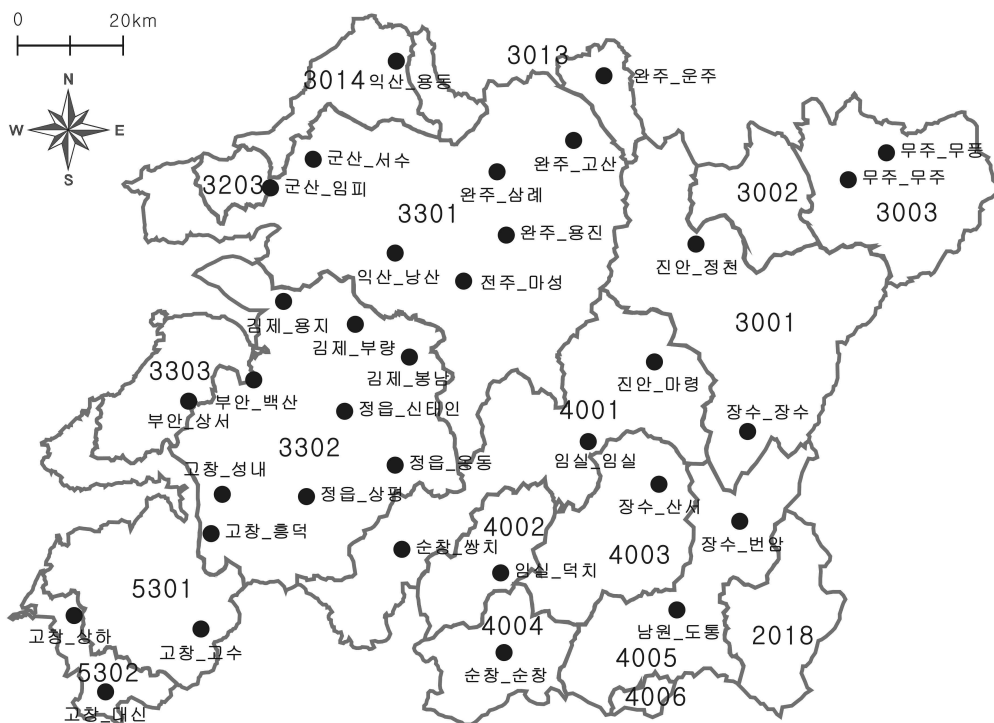 0 20km
N
W E
S
3013
3014
익산_용동
완주_운주
군산_서수
완주_고산
무주_무풍
무주_무주
3203
군산_임피
완주_삼례
3002
3003
3301
완주_용진
익산_낭산
진안_정천
전주_마성
김제_용지
3001
김제_부량
3303
김제_봉남
진안_마령
부안_백산
부안_상서
정읍_신태인
4001
장수_장수
3302
임실_임실
고창_성내
정읍_옹동
정읍_상평
장수_산서
고창_흥덕
4002
순창_쌍치
4003
장수_번암
임실_덕치
5301
4004
고창_상하
남원_도통
2018
고창_고수
4005
5302
순창_순창
4006
고창_대신